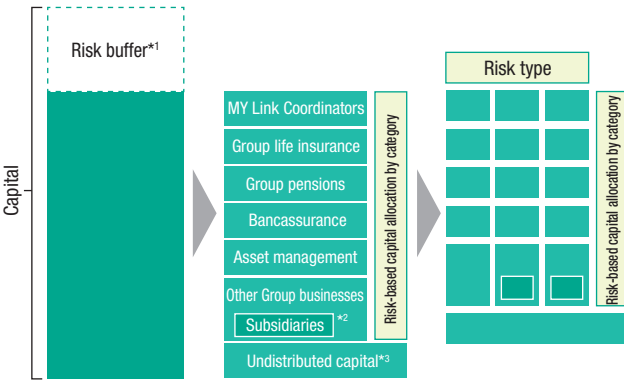 Capital
Risk buffer*1
MY Link Coordinators
Group life insurance
Group pensions
Bancassurance
Asset management
Other Group businesses
Subsidiaries *2
Undistributed capital*3
Risk-based capital allocation by category
Risk type
Risk-based capital allocation by category